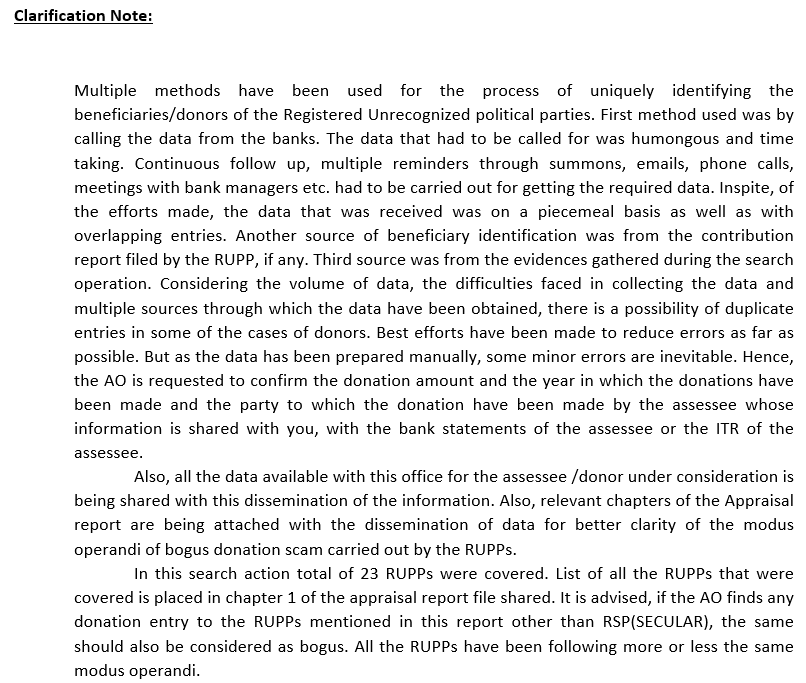 Clarification Note:
Multiple methods have been used for the process of uniquely identifying the
beneficiaries/donors of the Registered Unrecognized political parties. First method used was by
calling the data from the banks. The data that had to be called for was humongous and time
taking. Continuous follow up, multiple reminders through summons, emails, phone calls,
meetings with bank managers etc. had to be carried out for getting the required data. Inspite, of
the efforts made, the data that was received was on a piecemeal basis as well as with
overlapping entries. Another source of beneficiary identification was from the contribution
report filed by the RUPP, if any. Third source was from the evidences gathered during the search
operation. Considering the volume of data, the difficulties faced in collecting the data and
multiple sources through which the data have been obtained, there is a possibility of duplicate
entries in some of the cases of donors. Best efforts have been made to reduce errors as far as
possible. But as the data has been prepared manually, some minor errors are inevitable. Hence,
the AO is requested to confirm the donation amount and the year in which the donations have
been made and the party to which the donation have been made by the assessee whose
information is shared with you, with the bank statements of the assessee or the ITR of the
assessee.
Also, all the data available with this office for the assessee /donor under consideration is
being shared with this dissemination of the information. Also, relevant chapters of the Appraisal
report are being attached with the dissemination of data for better clarity of the modus
operandi of bogus donation scam carried out by the RUPPs.
In this search action total of 23 RUPPs were covered. List of all the RUPPs that were
covered is placed in chapter 1 of the appraisal report file shared. It is advised, if the AO finds any
donation entry to the RUPPs mentioned in this report other than RSP(SECULAR), the same
should also be considered as bogus. All the RUPPs have been following more or less the same
modus operandi.